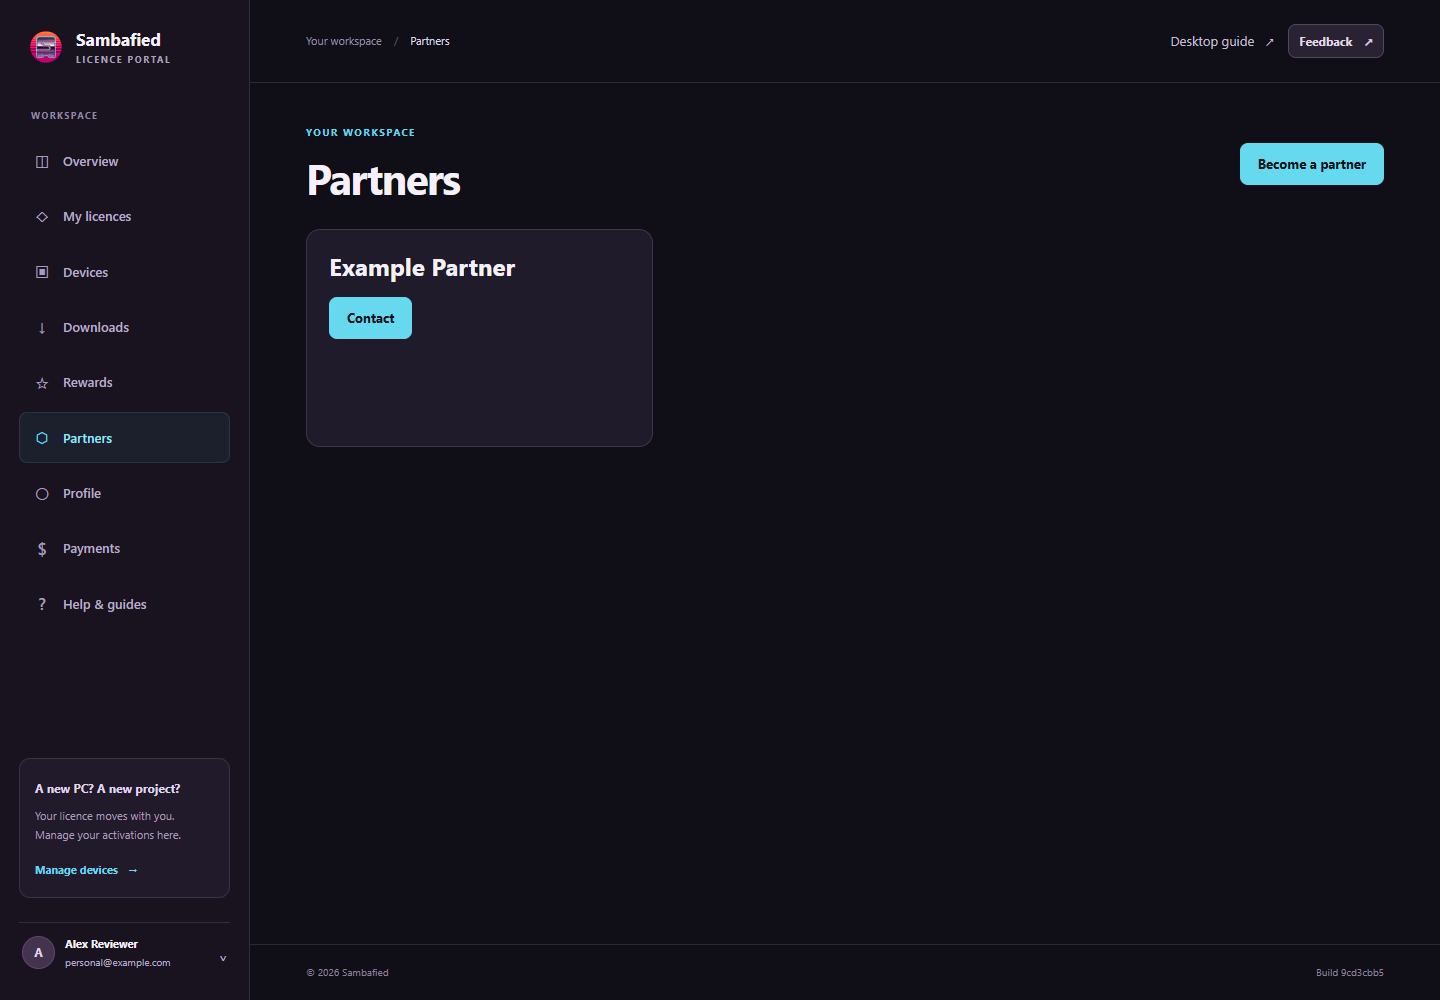 Sambafied
LICENCE PORTAL
WORKSPACE
Overview
My licences
Devices
Downloads
Rewards
Partners
Profile
$ Payments
? Help & guides
A new PC? A new project?
Your licence moves with you.
Manage your activations here.
Manage devices →
A
Alex Reviewer
personal@example.com
Your workspace / Partners
Desktop guide ↗
Feedback ↗
YOUR WORKSPACE
Partners
Become a partner
Example Partner
Contact
© 2026 Sambafied
Build 9cd3cbb5